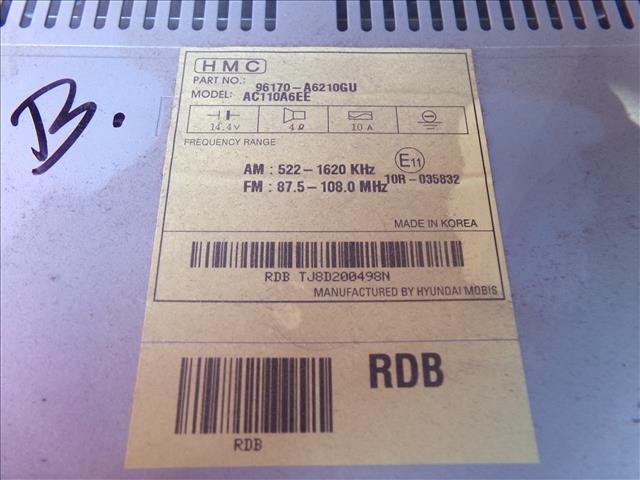 B.
HMC
PART NO.: 96170-A6210GU
MODEL: AC110A6EE
14.4V 4Ω 10A
FREQUENCY RANGE
AM : 522-1620 KHz E11
FM : 87.5-108.0 MHz 10R-035832
MADE IN KOREA
RDB TJ8D200498N
MANUFACTURED BY HYUNDAI MOBIS
RDB
RDB